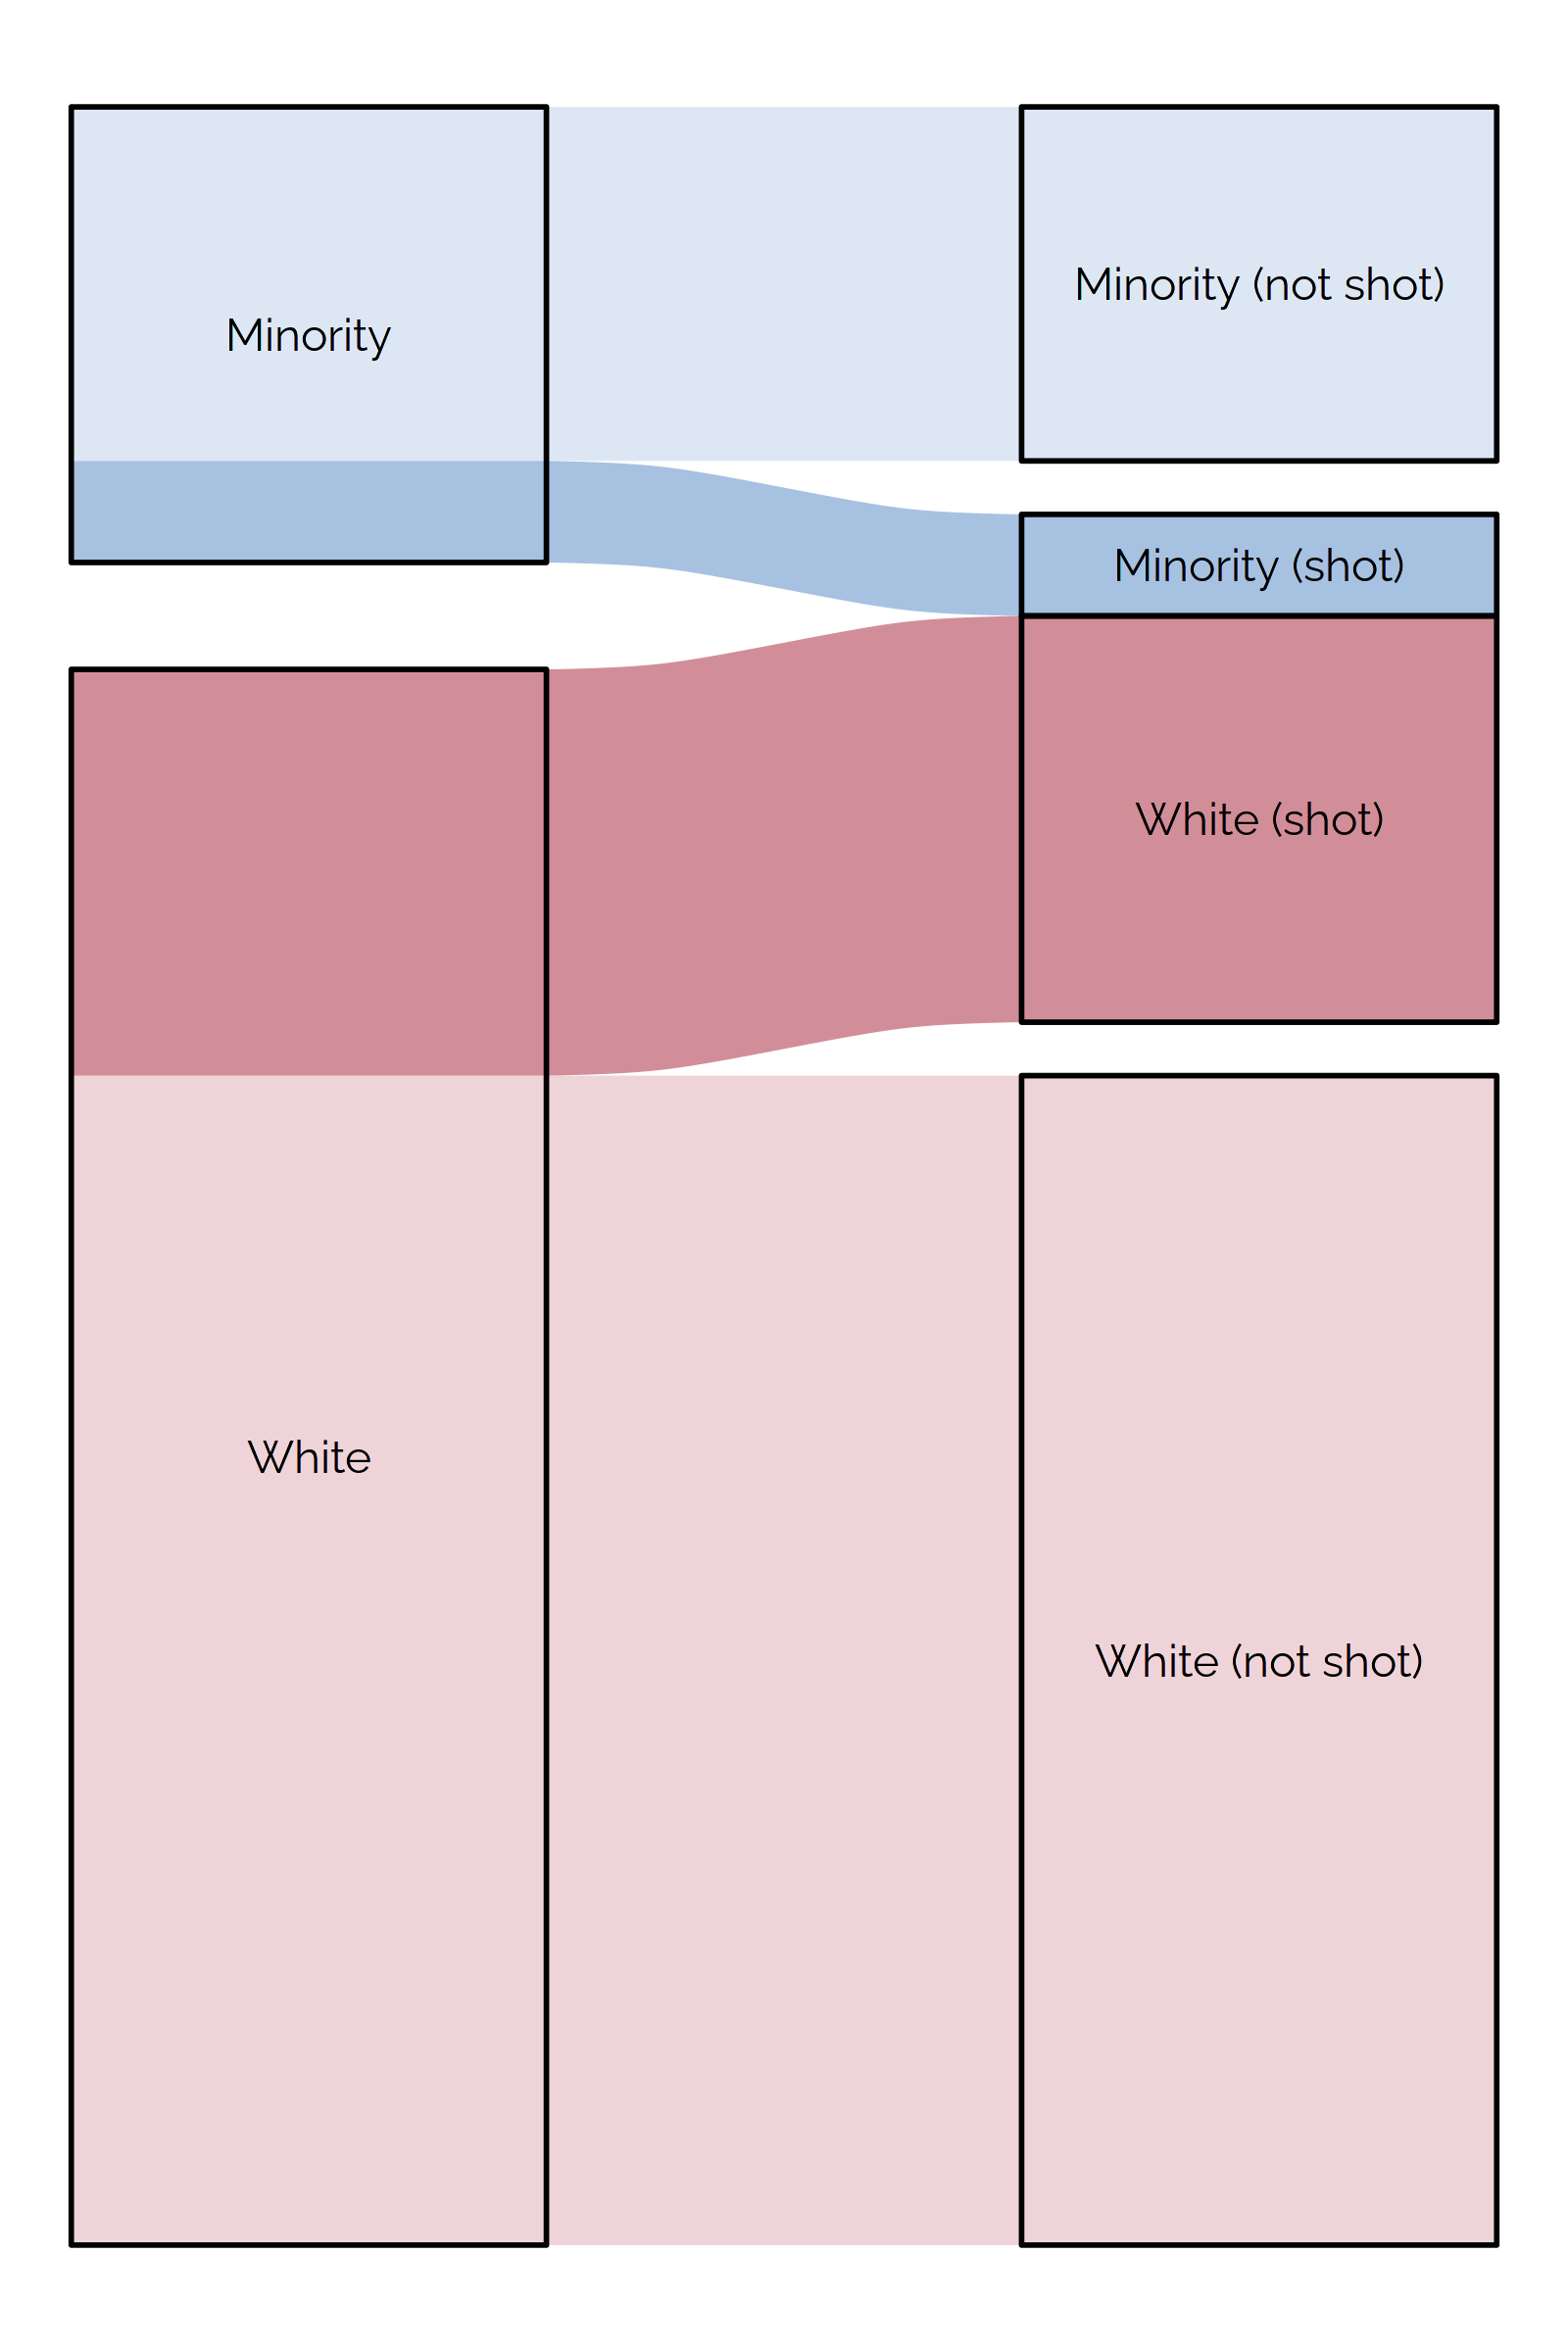 Minority (not shot)
Minority
Minority (shot)
White (shot)
White
White (not shot)